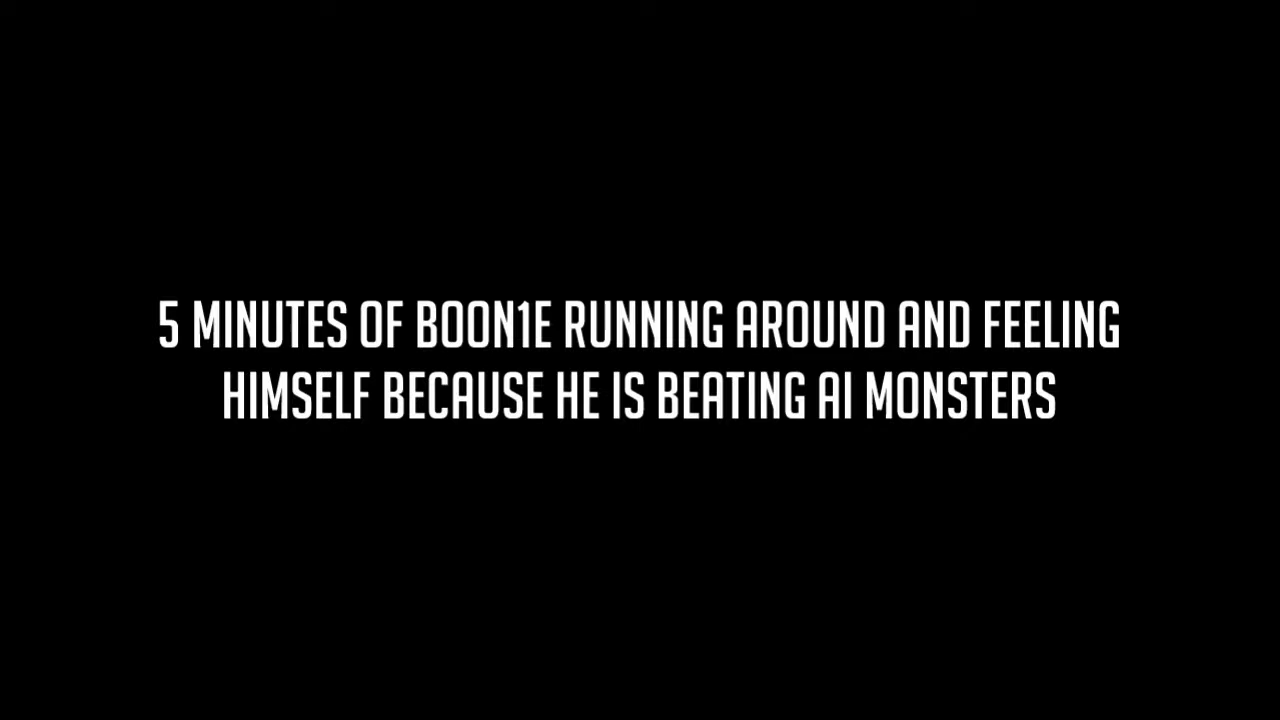 5 MINUTES OF BOON1E RUNNING AROUND AND FEELING
HIMSELF BECAUSE HE IS BEATING AI MONSTERS